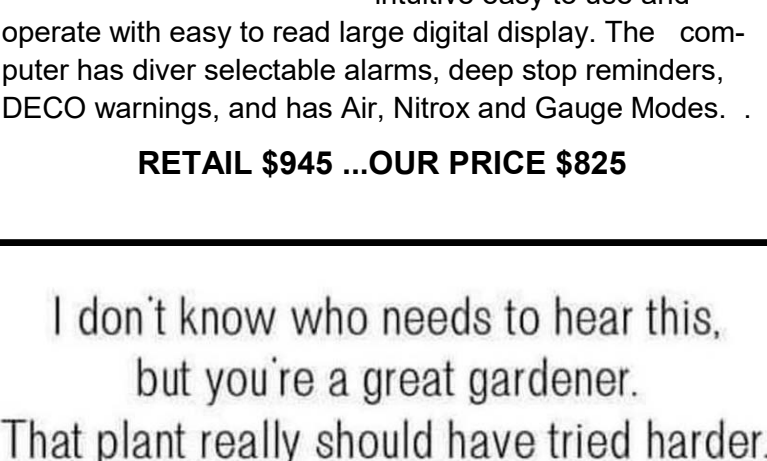 intuitive easy to use and
operate with easy to read large digital display. The com-
puter has diver selectable alarms, deep stop reminders,
DECO warnings, and has Air, Nitrox and Gauge Modes. .
RETAIL $945 ...OUR PRICE $825
I don't know who needs to hear this,
but you're a great gardener.
That plant really should have tried harder.